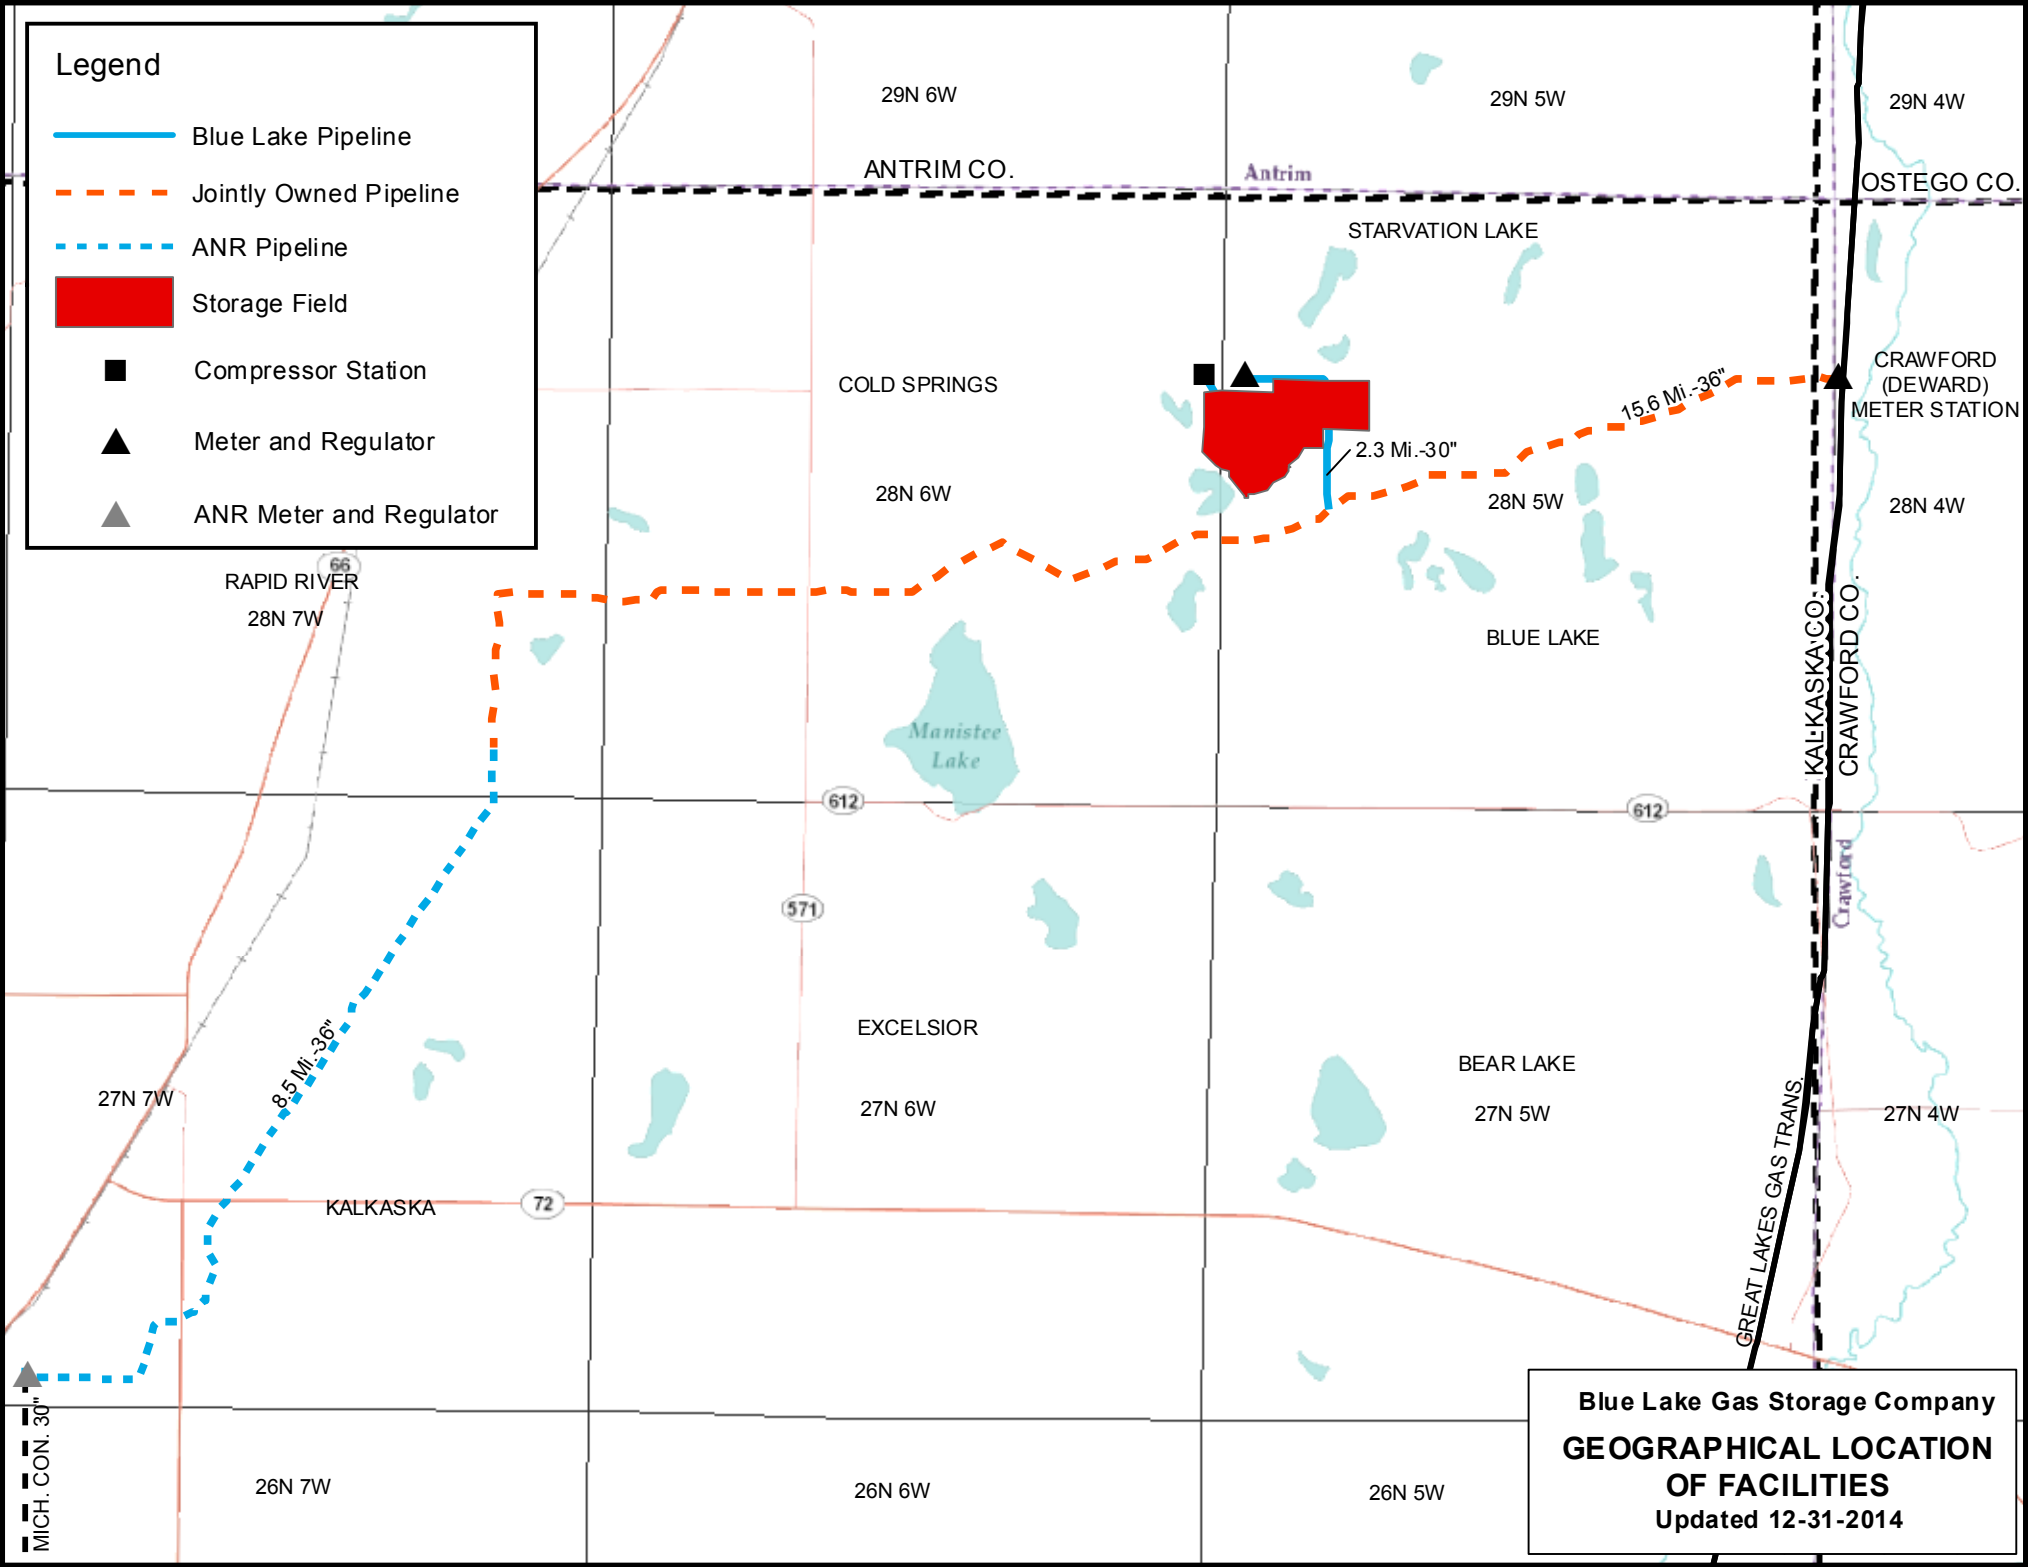 Legend
Blue Lake Pipeline
Jointly Owned Pipeline
ANR Pipeline
Storage Field
Compressor Station
Meter and Regulator
ANR Meter and Regulator
29N 6W
29N 5W
29N 4W
ANTRIM CO.
Antrim
OSTEGO CO.
STARVATION LAKE
COLD SPRINGS
15.6 Mi.-36"
CRAWFORD
(DEWARD)
METER STATION
2.3 Mi.-30"
28N 6W
28N 5W
28N 4W
66
RAPID RIVER
28N 7W
BLUE LAKE
KALKASKA CO.
CRAWFORD CO.
Manistee
Lake
612
612
Crawford
571
8.5 Mi.-36"
EXCELSIOR
BEAR LAKE
27N 7W
27N 6W
27N 5W
27N 4W
GREAT LAKES GAS TRANS.
KALKASKA
72
MICH. CON. 30"
26N 7W
26N 6W
26N 5W
Blue Lake Gas Storage Company
GEOGRAPHICAL LOCATION
OF FACILITIES
Updated 12-31-2014